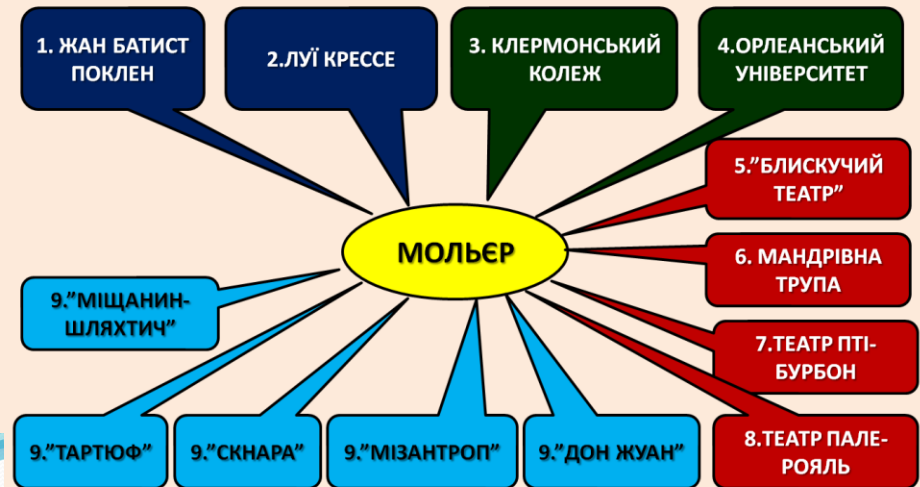 1. ЖАН БАТИСТ
ПОКЛЕН
2.ЛУЇ КРЕССЕ
3. КЛЕРМОНСЬКИЙ
КОЛЕЖ
4.ОРЛЕАНСЬКИЙ
УНІВЕРСИТЕТ
5.”БЛИСКУЧИЙ
ТЕАТР”
МОЛЬЄР
6. МАНДРІВНА
ТРУПА
9.”МІЩАНИН-
ШЛЯХТИЧ”
7.ТЕАТР ПТІ-
БУРБОН
9.”ТАРТЮФ”
9.”СКНАРА”
9.”МІЗАНТРОП”
9.”ДОН ЖУАН”
8.ТЕАТР ПАЛЕ-
РОЯЛЬ